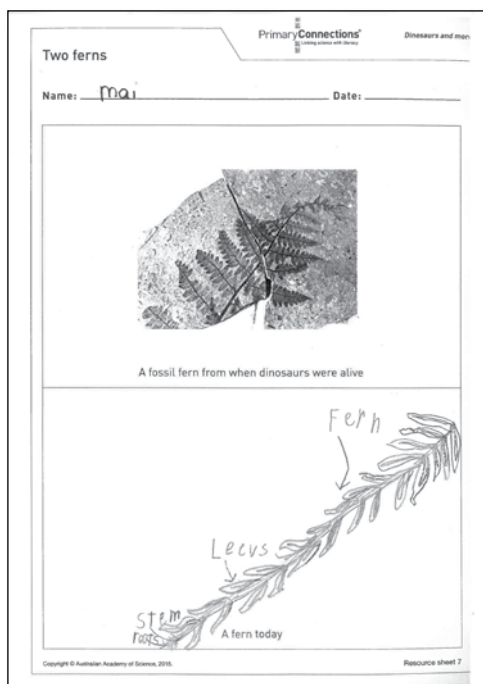 PrimaryConnections®
Linking science with literacy
Dinosaurs and more
Two ferns
Name: mai Date:
A fossil fern from when dinosaurs were alive
Fern
Lecvs
Stem
roots
A fern today
Copyright © Australian Academy of Science, 2015.
Resource sheet 7